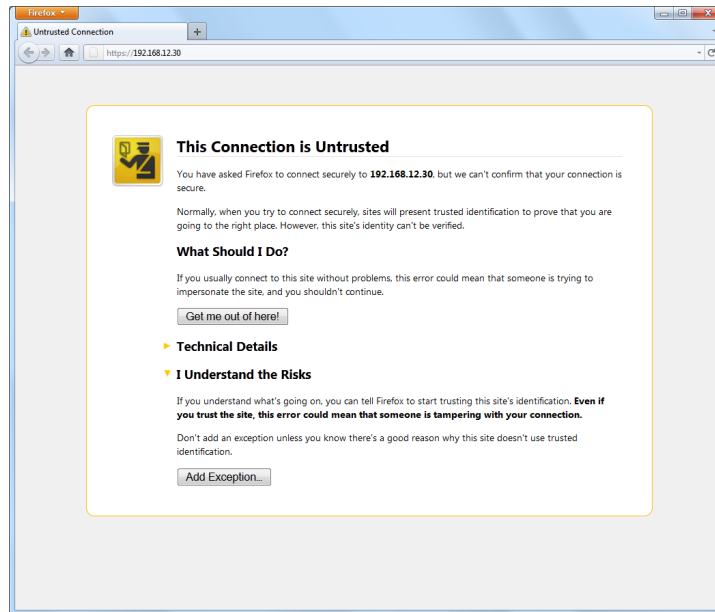 Firefox
Untrusted Connection
https://192.168.12.30
This Connection is Untrusted
You have asked Firefox to connect securely to 192.168.12.30, but we can't confirm that your connection is
secure.
Normally, when you try to connect securely, sites will present trusted identification to prove that you are
going to the right place. However, this site's identity can't be verified.
What Should I Do?
If you usually connect to this site without problems, this error could mean that someone is trying to
impersonate the site, and you shouldn't continue.
Get me out of here!
Technical Details
I Understand the Risks
If you understand what's going on, you can tell Firefox to start trusting this site's identification. Even if
you trust the site, this error could mean that someone is tampering with your connection.
Don't add an exception unless you know there's a good reason why this site doesn't use trusted
identification.
Add Exception...